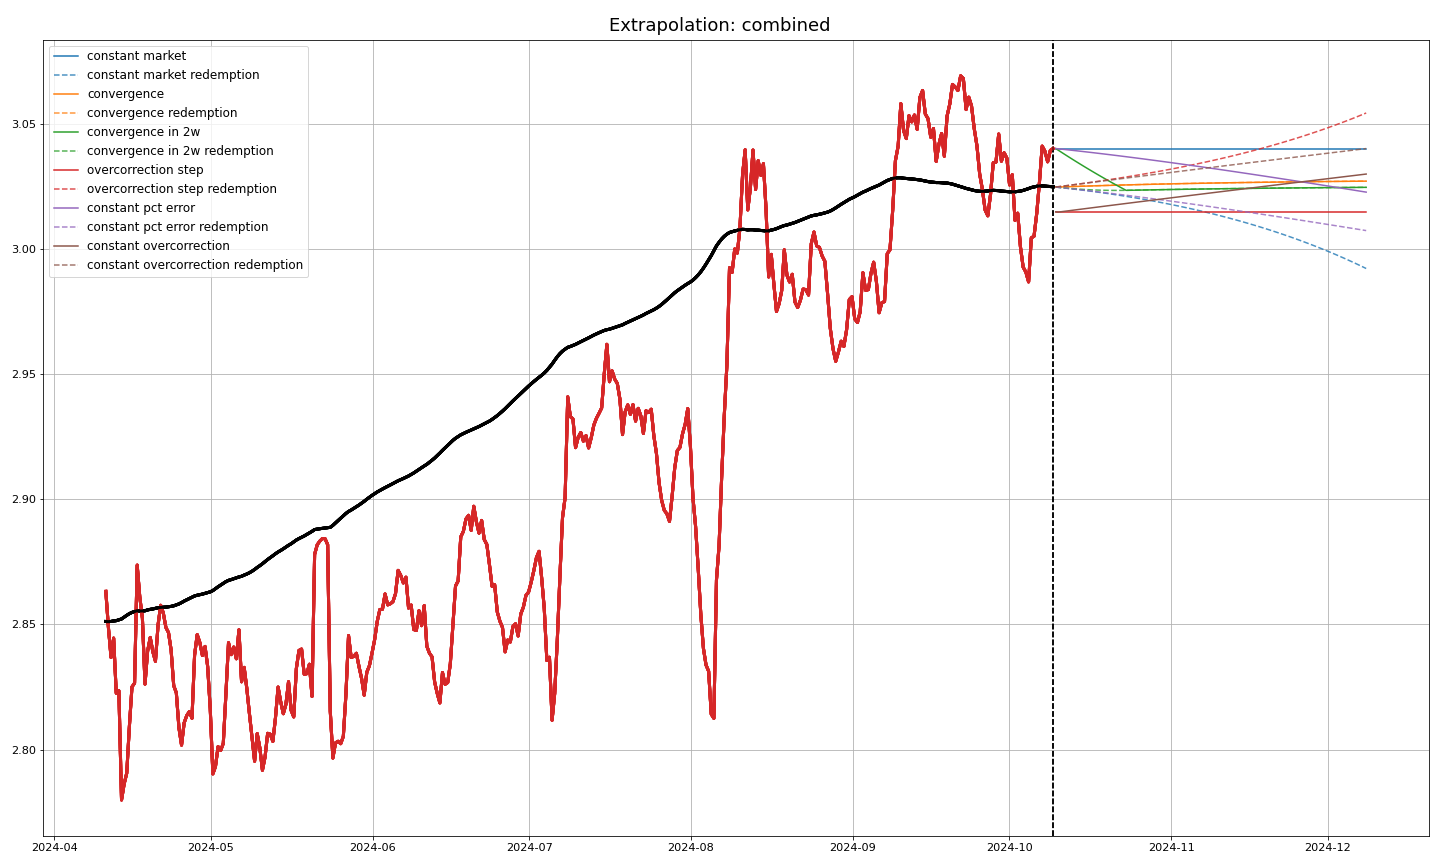 Extrapolation: combined
constant market
constant market redemption
convergence
convergence redemption
convergence in 2w
convergence in 2w redemption
overcorrection step
overcorrection step redemption
constant pct error
constant pct error redemption
constant overcorrection
constant overcorrection redemption
3.05
3.00
2.95
2.90
2.85
2.80
2024-04 2024-05 2024-06 2024-07 2024-08 2024-09 2024-10 2024-11 2024-12